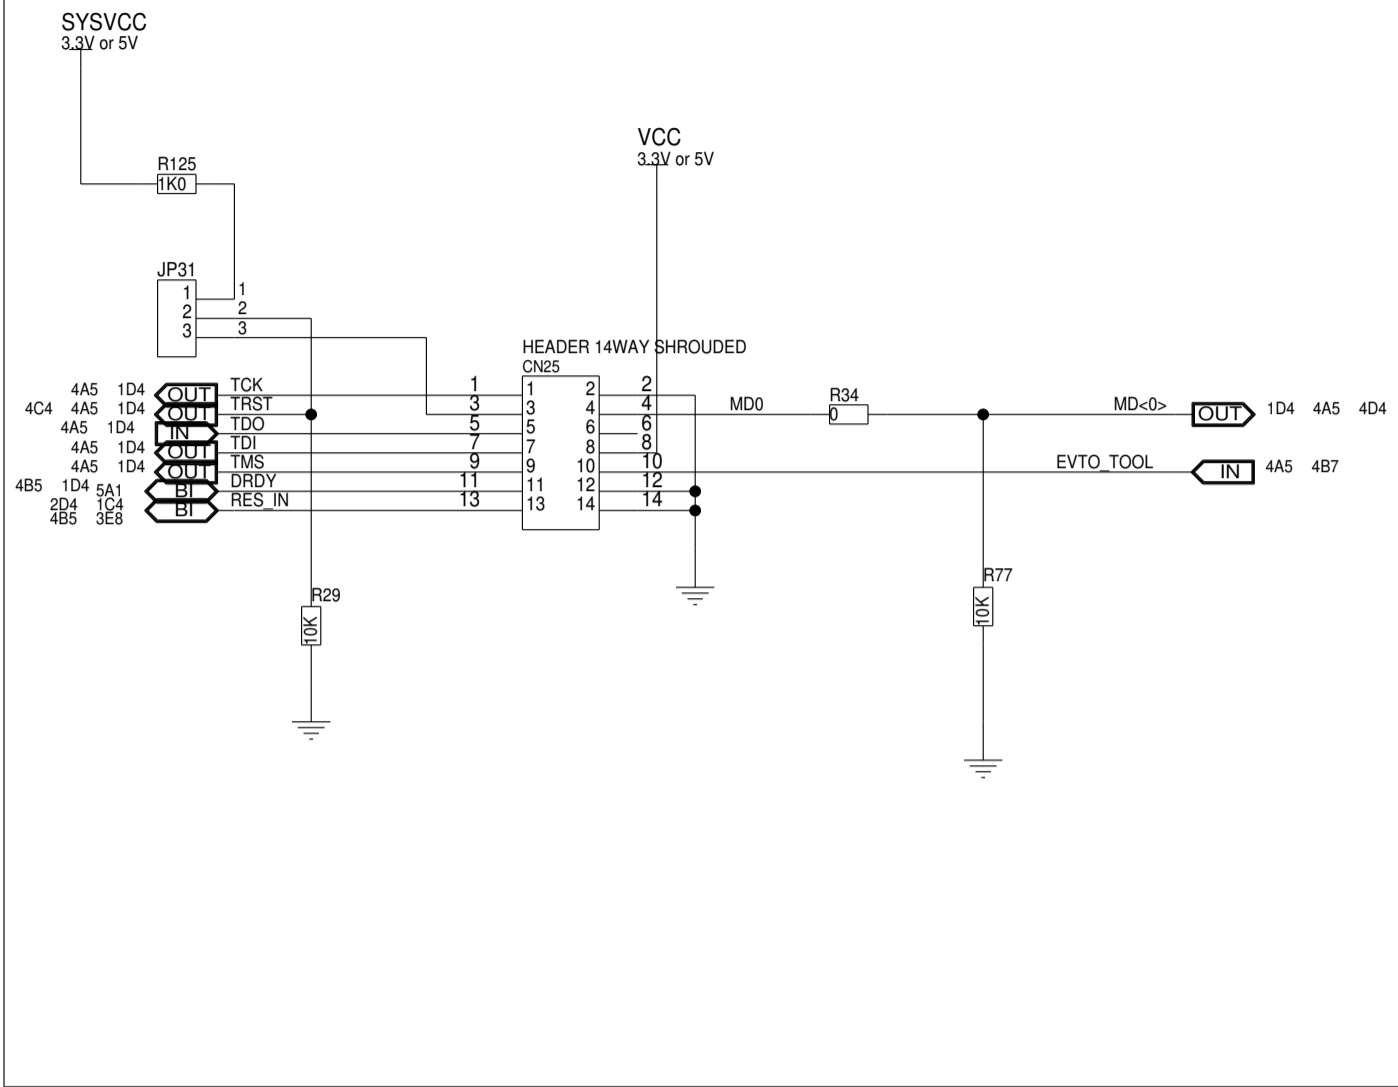 SYSVCC
3.3V or 5V
VCC
3.3V or 5V
R125
1K0
JP31
1 1
2 2
3 3
HEADER 14WAY SHROUDED
CN25
4A5 1D4 OUT TCK 1 1 2 2
4C4 4A5 1D4 OUT TRST 3 3 4 4 MD0 R34 0 MD<0> OUT 1D4 4A5 4D4
4A5 1D4 IN TDO 5 5 6 6
4A5 1D4 OUT TDI 7 7 8 8
4A5 1D4 OUT TMS 9 9 10 10 EVTO_TOOL IN 4A5 4B7
4B5 1D4 5A1 BI DRDY 11 11 12 12
2D4 1C4 BI RES_IN 13 13 14 14
4B5 3E8
R77
10K
R29
10K